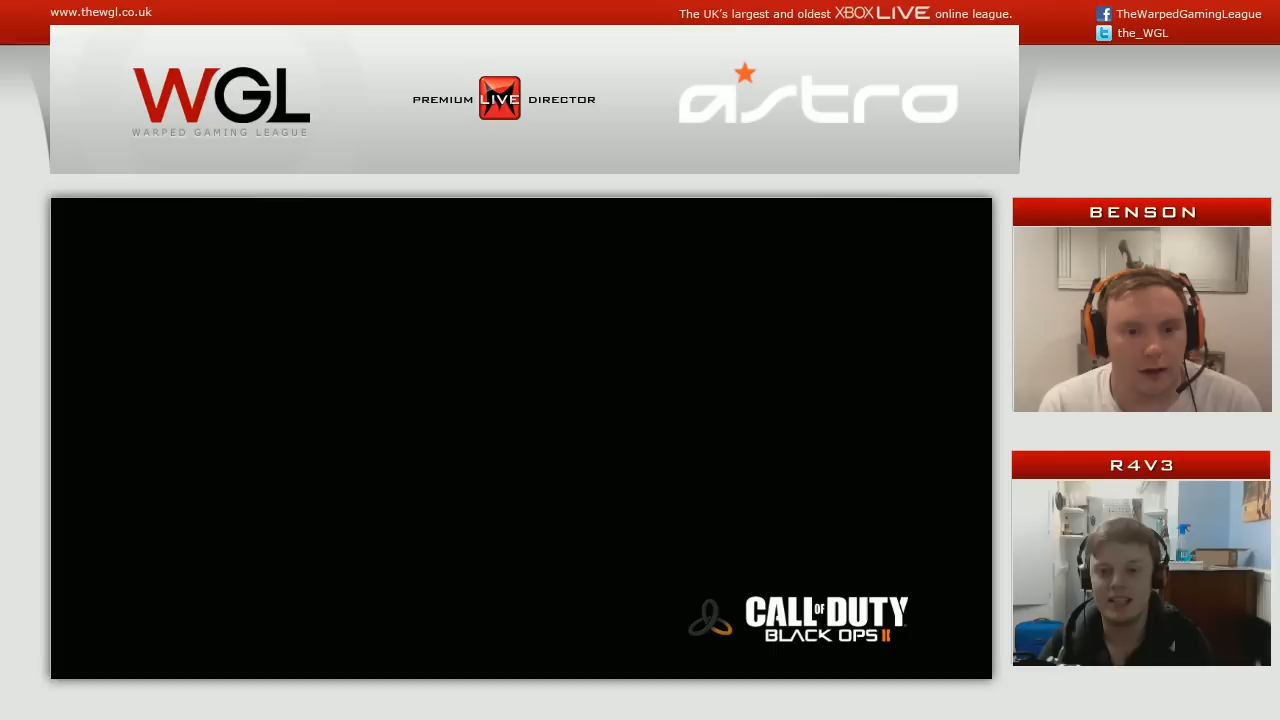 www.thewgl.co.uk
The UK's largest and oldest XBOX LIVE online league.
TheWarpedGamingLeague
the_WGL
WGL
WARPED GAMING LEAGUE
PREMIUM LIVE DIRECTOR
astro
BENSON
R4V3
CALL OF DUTY
BLACK OPS II